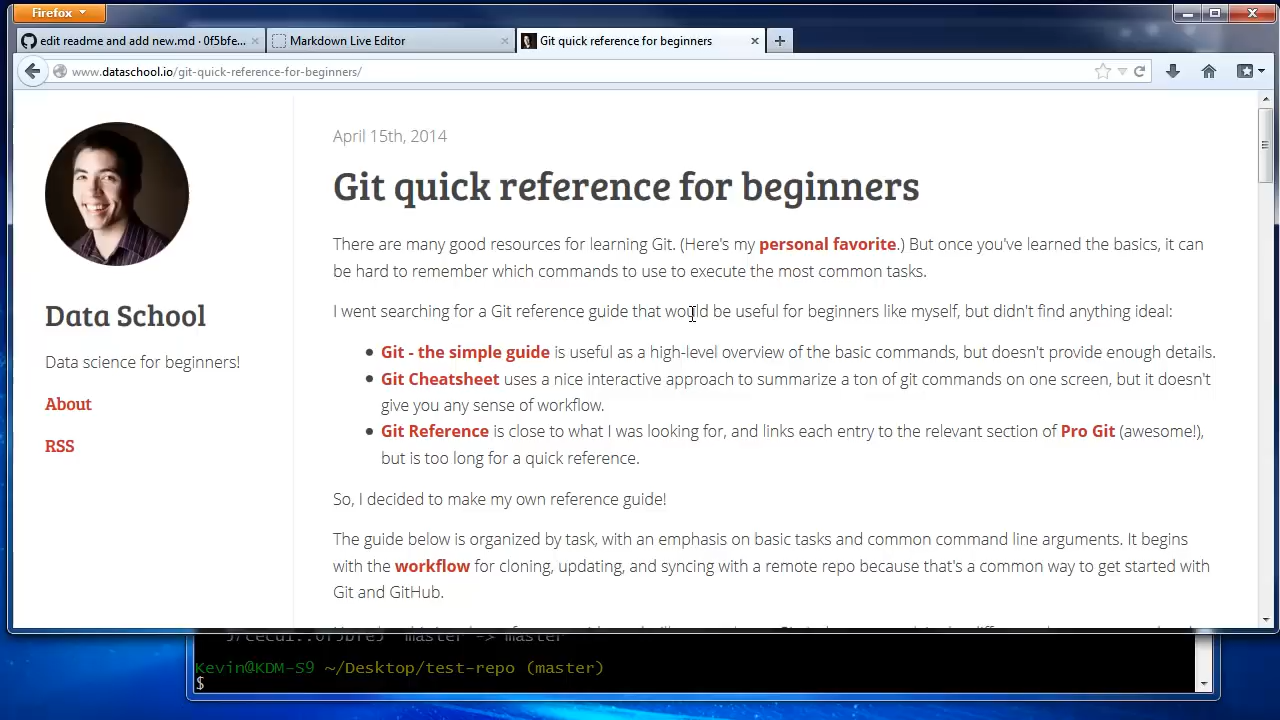 Firefox
edit readme and add new.md · 0f5bfe...
Markdown Live Editor
Git quick reference for beginners
www.dataschool.io/git-quick-reference-for-beginners/
Data School
Data science for beginners!
About
RSS
April 15th, 2014
Git quick reference for beginners
There are many good resources for learning Git. (Here's my personal favorite.) But once you've learned the basics, it can
be hard to remember which commands to use to execute the most common tasks.
I went searching for a Git reference guide that would be useful for beginners like myself, but didn't find anything ideal:
Git - the simple guide is useful as a high-level overview of the basic commands, but doesn't provide enough details.
Git Cheatsheet uses a nice interactive approach to summarize a ton of git commands on one screen, but it doesn't
give you any sense of workflow.
Git Reference is close to what I was looking for, and links each entry to the relevant section of Pro Git (awesome!),
but is too long for a quick reference.
So, I decided to make my own reference guide!
The guide below is organized by task, with an emphasis on basic tasks and common command line arguments. It begins
with the workflow for cloning, updating, and syncing with a remote repo because that's a common way to get started with
Git and GitHub.
master -> master
Kevin@KDM-S9 ~/Desktop/test-repo (master)
$